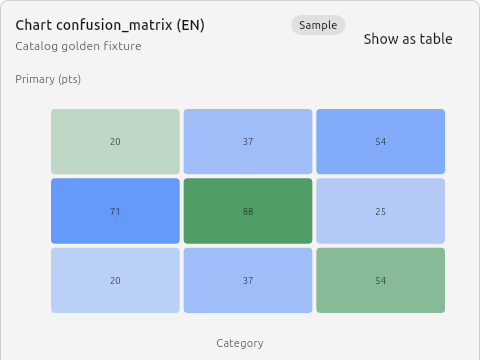 Chart confusion_matrix (EN)
Sample
Show as table
Catalog golden fixture
Primary (pts)
20 37 54
71 88 25
20 37 54
Category